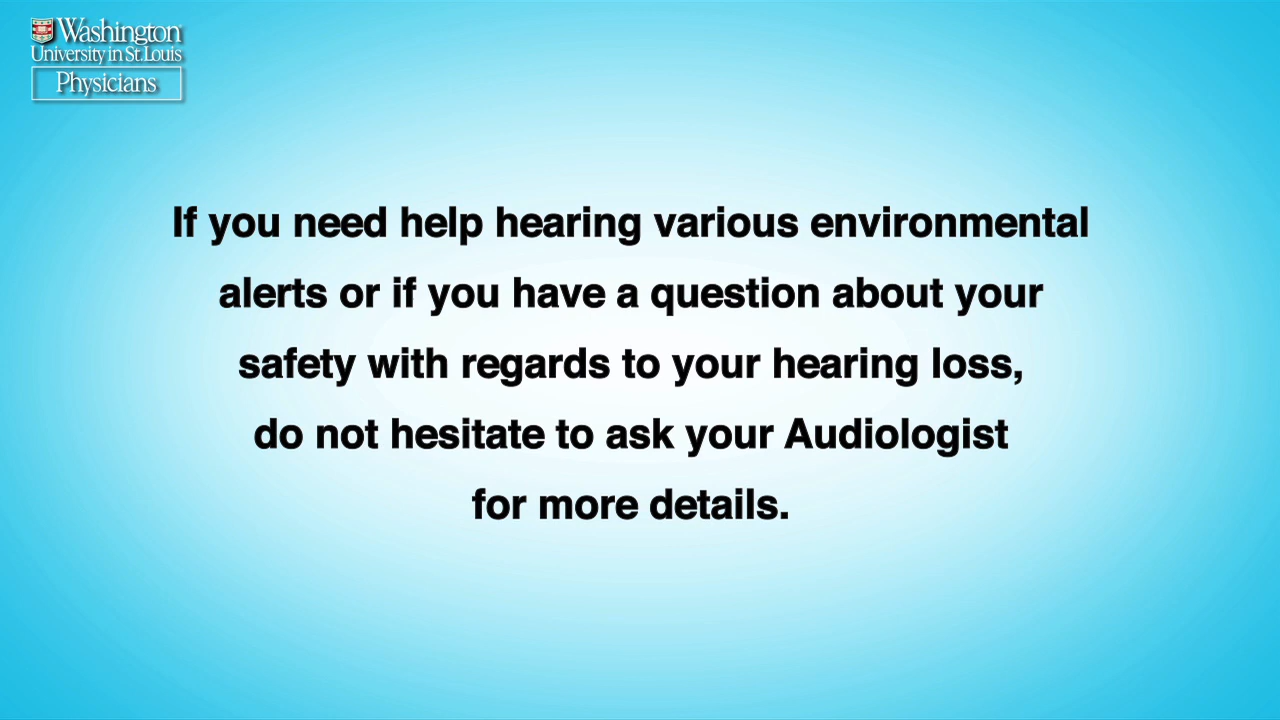 Washington
University in St. Louis
Physicians
If you need help hearing various environmental
alerts or if you have a question about your
safety with regards to your hearing loss,
do not hesitate to ask your Audiologist
for more details.